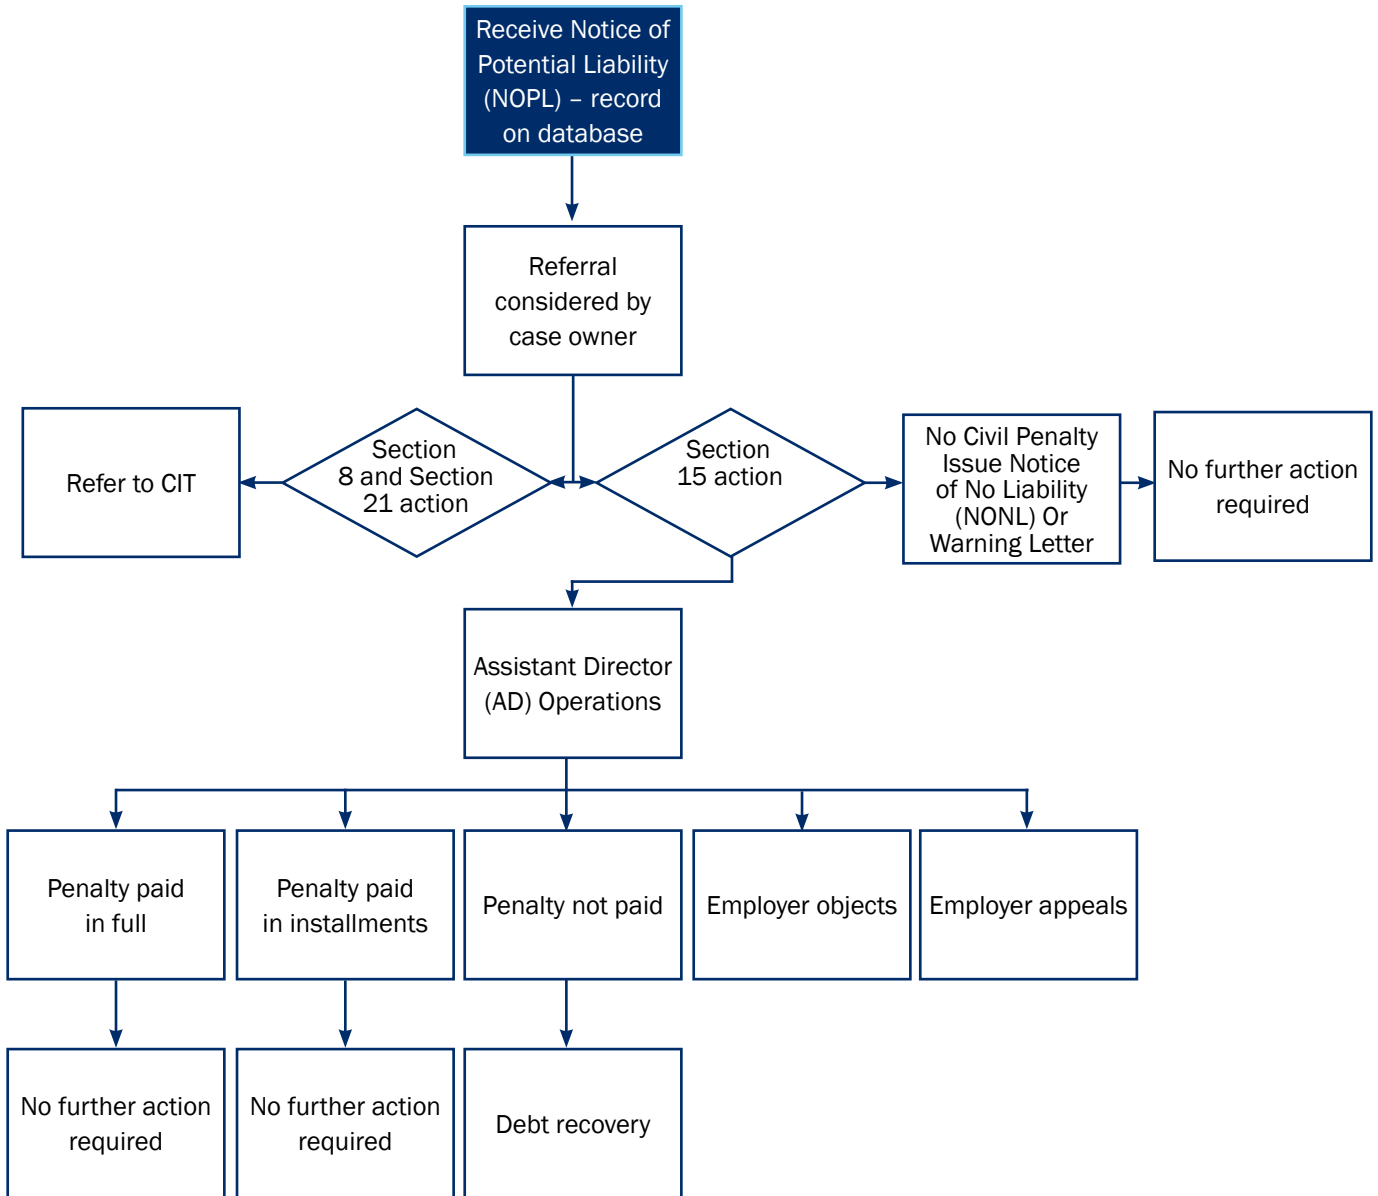 Receive Notice of
Potential Liability
(NOPL) – record
on database
Referral
considered by
case owner
Refer to CIT
Section
8 and Section
21 action
Section
15 action
No Civil Penalty
Issue Notice
of No Liability
(NONL) Or
Warning Letter
No further action
required
Assistant Director
(AD) Operations
Penalty paid
in full
Penalty paid
in installments
Penalty not paid
Employer objects
Employer appeals
No further action
required
No further action
required
Debt recovery